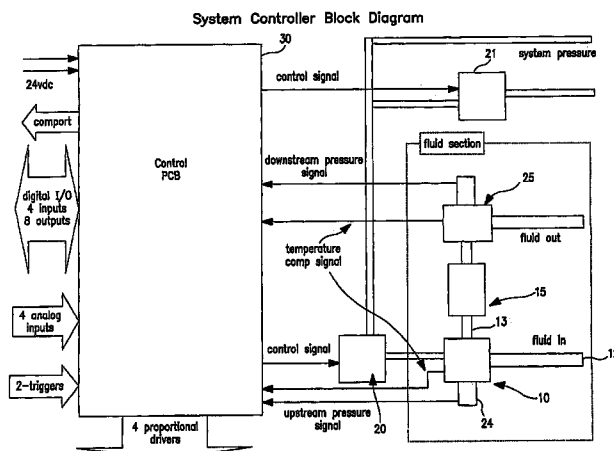 System Controller Block Diagram
30
system pressure
21
control signal
24vdc
comport
fluid section
Control
PCB
downstream pressure
signal
25
digital I/O
4 inputs
8 outputs
fluid out
temperature
comp signal
15
13
4 analog
inputs
control signal
fluid in
12
2-triggers
20
10
24
upstream pressure
signal
4 proportional
drivers